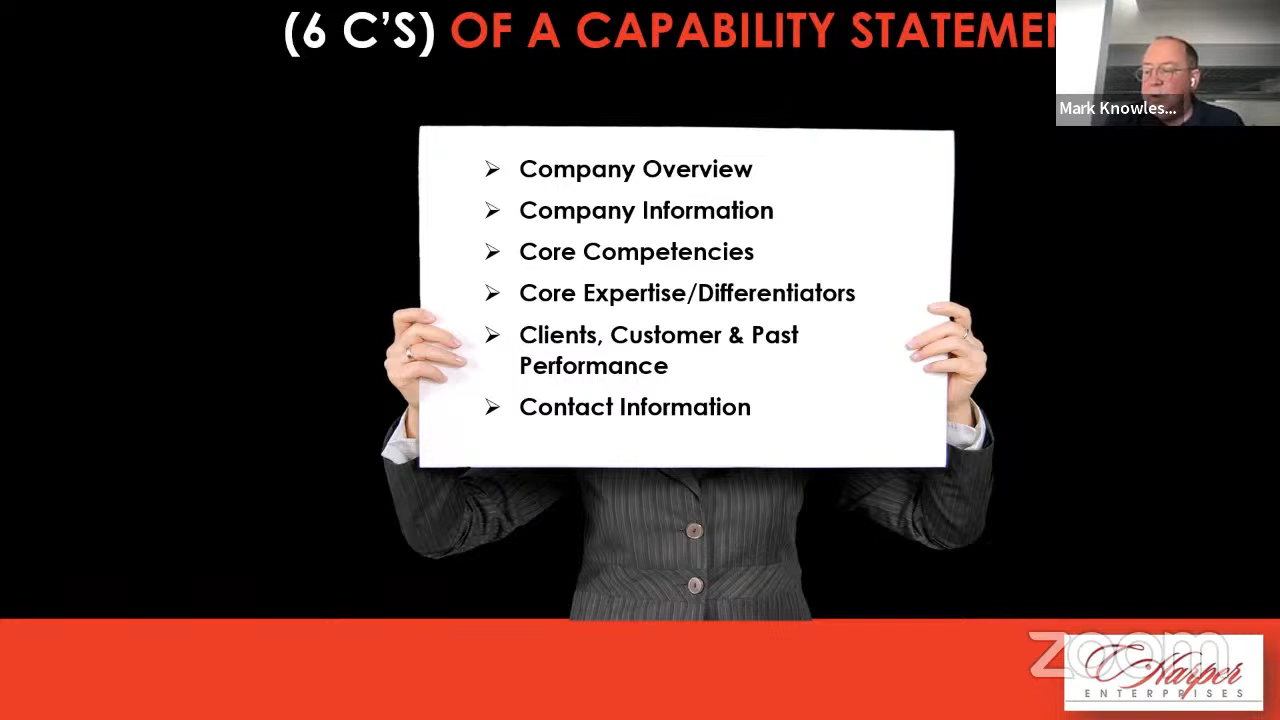 (6 C'S) OF A CAPABILITY STATEMEN
Mark Knowles...
➢ Company Overview
➢ Company Information
➢ Core Competencies
➢ Core Expertise/Differentiators
➢ Clients, Customer & Past
Performance
➢ Contact Information
zoom
Harper
ENTERPRISES